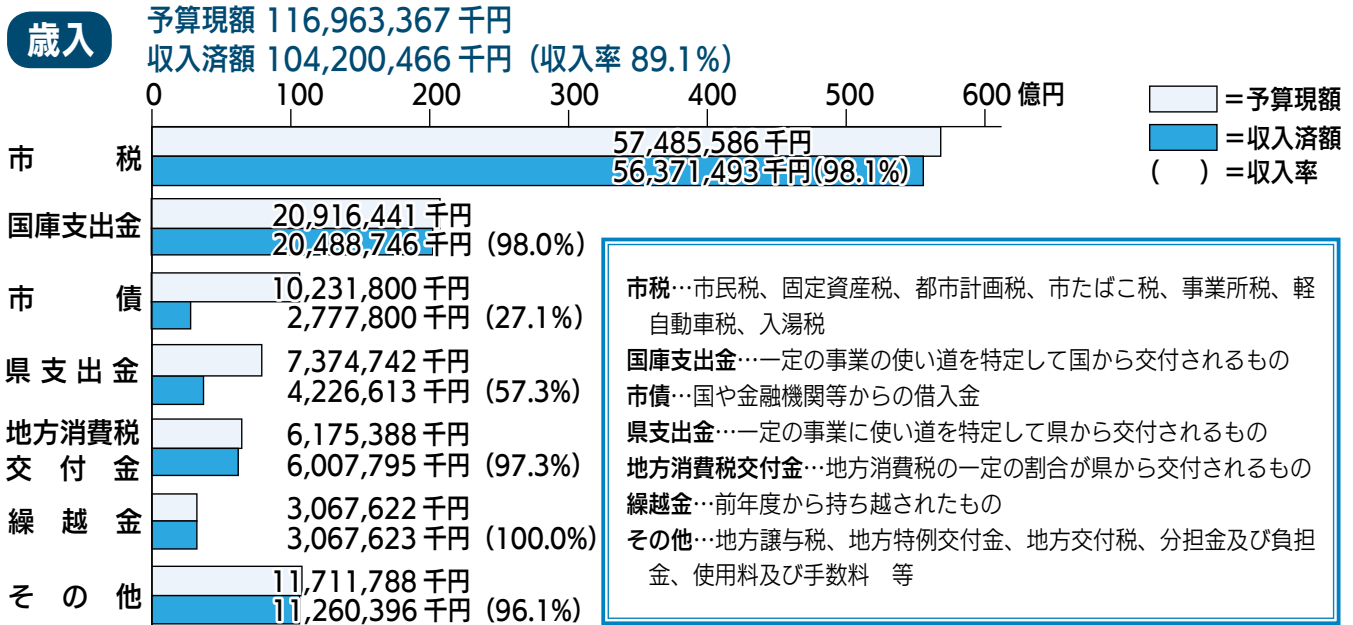 歳入
予算現額 116,963,367 千円
収入済額 104,200,466 千円（収入率 89.1%）
0 100 200 300 400 500 600 億円
＝予算現額
＝収入済額
（　）＝収入率
市税
57,485,586 千円
56,371,493 千円（98.1%）
国庫支出金
20,916,441 千円
20,488,746 千円（98.0%）
市債
10,231,800 千円
2,777,800 千円（27.1%）
県支出金
7,374,742 千円
4,226,613 千円（57.3%）
地方消費税
交付金
6,175,388 千円
6,007,795 千円（97.3%）
繰越金
3,067,622 千円
3,067,623 千円（100.0%）
その他
11,711,788 千円
11,260,396 千円（96.1%）
市税…市民税、固定資産税、都市計画税、市たばこ税、事業所税、軽
自動車税、入湯税
国庫支出金…一定の事業の使い道を特定して国から交付されるもの
市債…国や金融機関等からの借入金
県支出金…一定の事業に使い道を特定して県から交付されるもの
地方消費税交付金…地方消費税の一定の割合が県から交付されるもの
繰越金…前年度から持ち越されたもの
その他…地方譲与税、地方特例交付金、地方交付税、分担金及び負担
金、使用料及び手数料　等